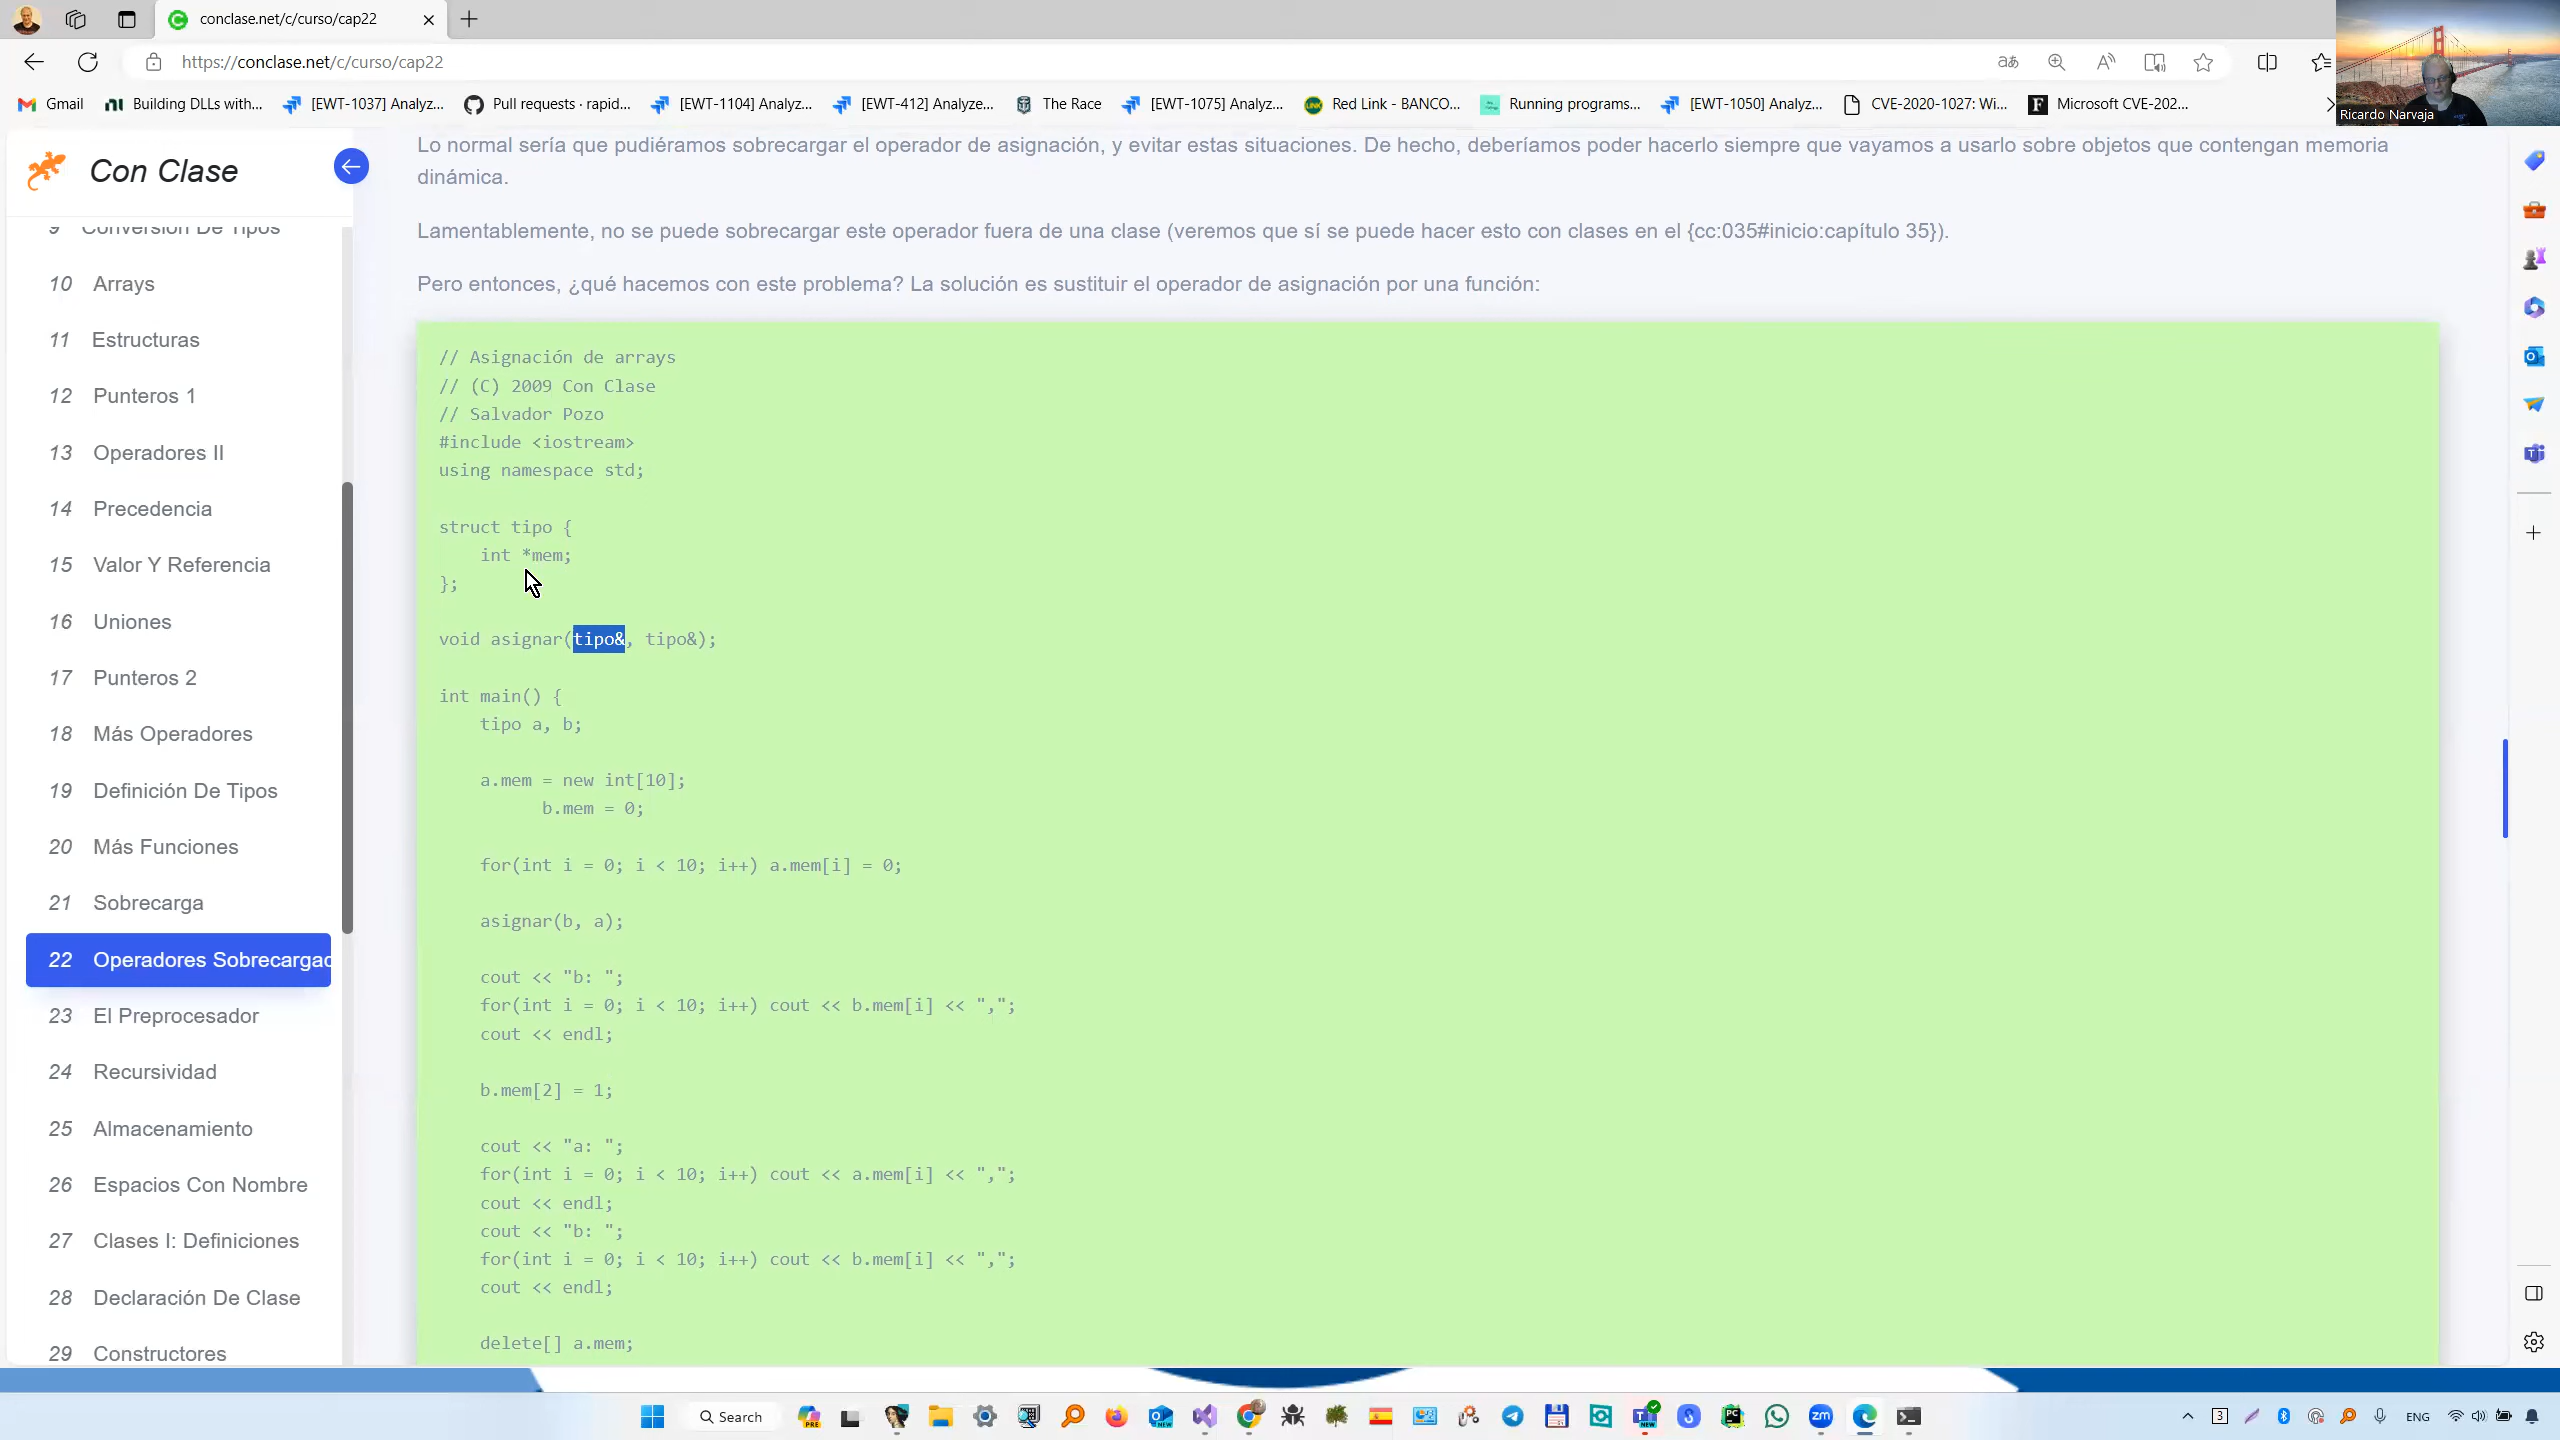 conclase.net/c/curso/cap22
https://conclase.net/c/curso/cap22
Gmail
Building DLLs with...
[EWT-1037] Analyz...
Pull requests · rapid...
[EWT-1104] Analyz...
[EWT-412] Analyze...
The Race
[EWT-1075] Analyz...
Red Link - BANCO...
Running programs...
[EWT-1050] Analyz...
CVE-2020-1027: Wi...
Microsoft CVE-202...
Ricardo Narvaja
Con Clase
9 Conversión De Tipos
10 Arrays
11 Estructuras
12 Punteros 1
13 Operadores II
14 Precedencia
15 Valor Y Referencia
16 Uniones
17 Punteros 2
18 Más Operadores
19 Definición De Tipos
20 Más Funciones
21 Sobrecarga
22 Operadores Sobrecargad
23 El Preprocesador
24 Recursividad
25 Almacenamiento
26 Espacios Con Nombre
27 Clases I: Definiciones
28 Declaración De Clase
29 Constructores
Lo normal sería que pudiéramos sobrecargar el operador de asignación, y evitar estas situaciones. De hecho, deberíamos poder hacerlo siempre que vayamos a usarlo sobre objetos que contengan memoria
dinámica.
Lamentablemente, no se puede sobrecargar este operador fuera de una clase (veremos que sí se puede hacer esto con clases en el {cc:035#inicio:capítulo 35}).
Pero entonces, ¿qué hacemos con este problema? La solución es sustituir el operador de asignación por una función:
// Asignación de arrays
// (C) 2009 Con Clase
// Salvador Pozo
#include <iostream>
using namespace std;
struct tipo {
int *mem;
};
void asignar(tipo&, tipo&);
int main() {
tipo a, b;
a.mem = new int[10];
b.mem = 0;
for(int i = 0; i < 10; i++) a.mem[i] = 0;
asignar(b, a);
cout << "b: ";
for(int i = 0; i < 10; i++) cout << b.mem[i] << ",";
cout << endl;
b.mem[2] = 1;
cout << "a: ";
for(int i = 0; i < 10; i++) cout << a.mem[i] << ",";
cout << endl;
cout << "b: ";
for(int i = 0; i < 10; i++) cout << b.mem[i] << ",";
cout << endl;
delete[] a.mem;
Search
ENG